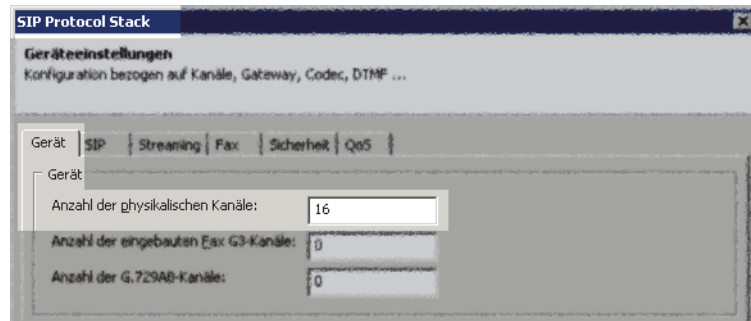 SIP Protocol Stack
Geräteeinstellungen
Konfiguration bezogen auf Kanäle, Gateway, Codec, DTMF ...
Gerät SIP Streaming Fax Sicherheit QoS
Gerät
Anzahl der physikalischen Kanäle: 16
Anzahl der eingebauten Fax G3-Kanäle: 0
Anzahl der G.729AB-Kanäle: 0